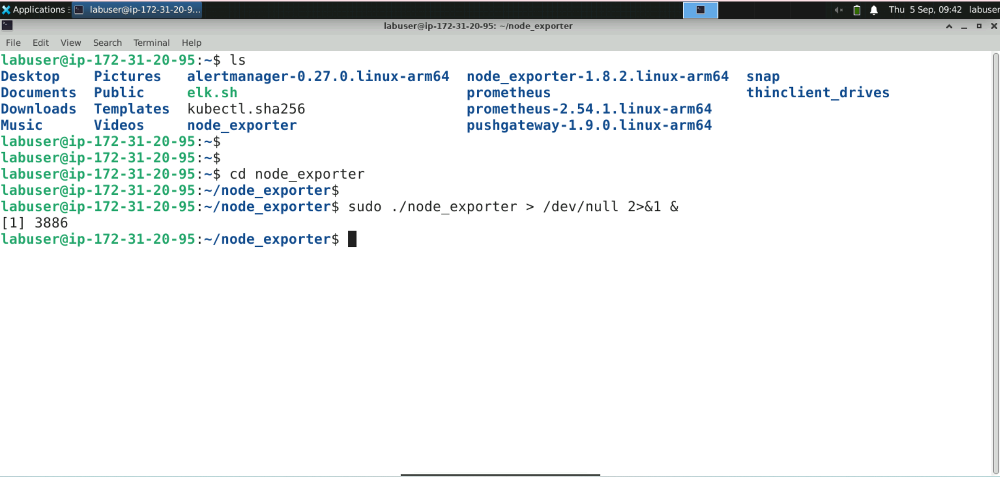 Applications labuser@ip-172-31-20-9... Thu 5 Sep, 09:42 labuser
labuser@ip-172-31-20-95: ~/node_exporter
File Edit View Search Terminal Help
labuser@ip-172-31-20-95:~$ ls
Desktop Pictures alertmanager-0.27.0.linux-arm64 node_exporter-1.8.2.linux-arm64 snap
Documents Public elk.sh prometheus thinclient_drives
Downloads Templates kubectl.sha256 prometheus-2.54.1.linux-arm64
Music Videos node_exporter pushgateway-1.9.0.linux-arm64
labuser@ip-172-31-20-95:~$
labuser@ip-172-31-20-95:~$
labuser@ip-172-31-20-95:~$ cd node_exporter
labuser@ip-172-31-20-95:~/node_exporter$
labuser@ip-172-31-20-95:~/node_exporter$ sudo ./node_exporter > /dev/null 2>&1 &
[1] 3886
labuser@ip-172-31-20-95:~/node_exporter$